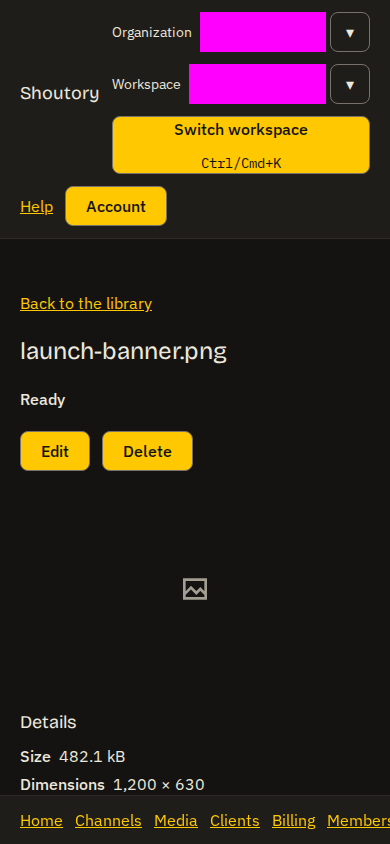 Organization
▼
Workspace
▼
Shoutory
Switch workspace
Ctrl/Cmd+K
Help
Account
Back to the library
launch-banner.png
Ready
Edit
Delete
Details
Size 482.1 kB
Dimensions 1,200 × 630
Home Channels Media Clients Billing Members